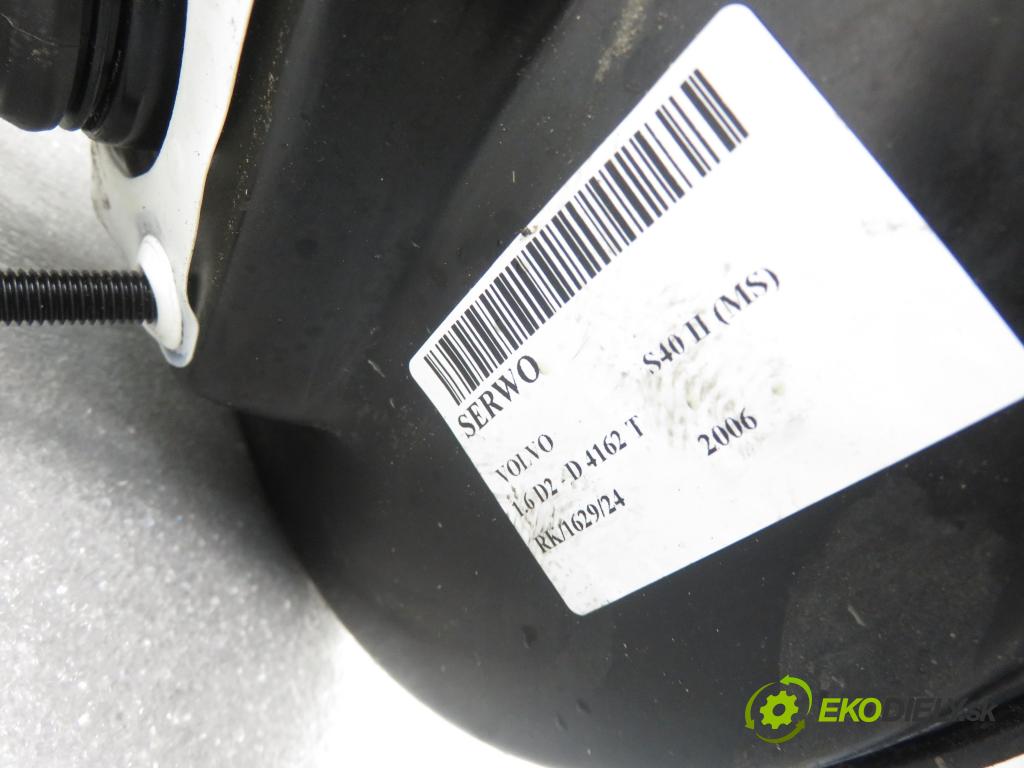 SERWO
VOLVO S40 II (MS)
1.6 D2 - D 4162 T 2006
RK/1629/24
EKODIELY.sk